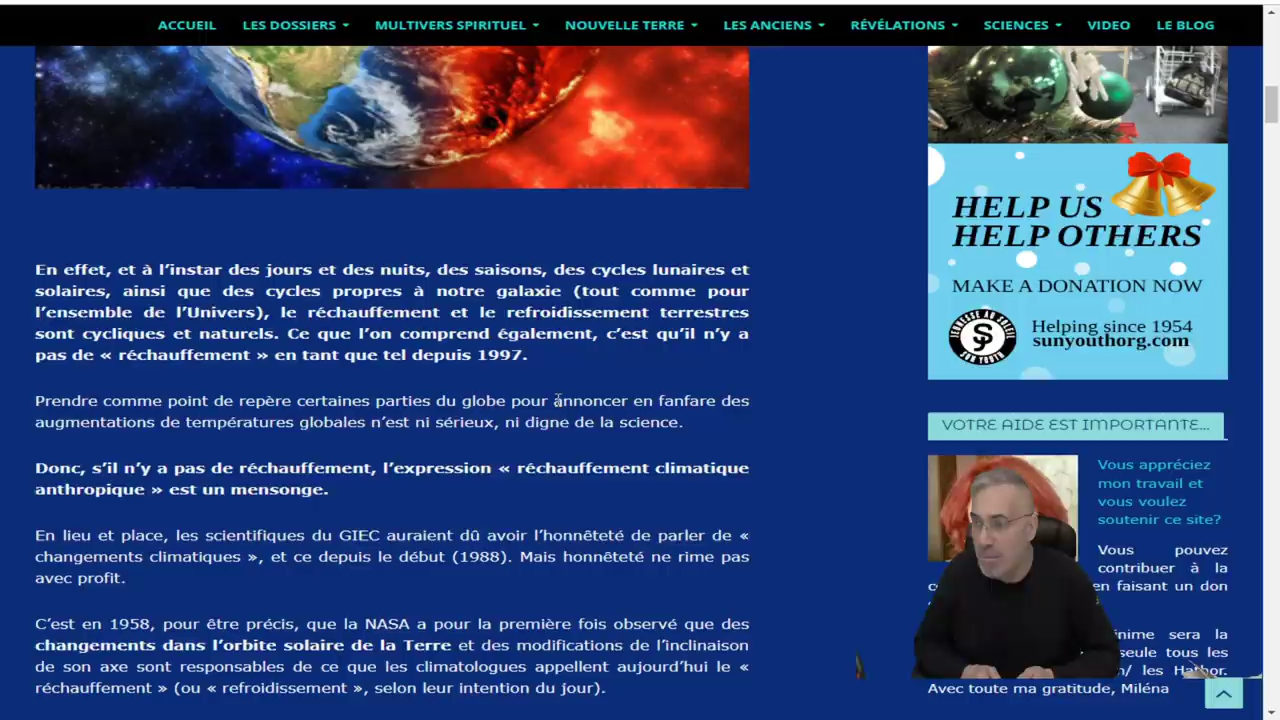 ACCUEIL LES DOSSIERS MULTIVERS SPIRITUEL NOUVELLE TERRE LES ANCIENS RÉVÉLATIONS SCIENCES VIDEO LE BLOG
En effet, et à l’instar des jours et des nuits, des saisons, des cycles lunaires et
solaires, ainsi que des cycles propres à notre galaxie (tout comme pour
l’ensemble de l’Univers), le réchauffement et le refroidissement terrestres
sont cycliques et naturels. Ce que l’on comprend également, c’est qu’il n’y a
pas de « réchauffement » en tant que tel depuis 1997.
Prendre comme point de repère certaines parties du globe pour annoncer en fanfare des
augmentations de températures globales n’est ni sérieux, ni digne de la science.
Donc, s’il n’y a pas de réchauffement, l’expression « réchauffement climatique
anthropique » est un mensonge.
En lieu et place, les scientifiques du GIEC auraient dû avoir l’honnêteté de parler de «
changements climatiques », et ce depuis le début (1988). Mais honnêteté ne rime pas
avec profit.
C’est en 1958, pour être précis, que la NASA a pour la première fois observé que des
changements dans l’orbite solaire de la Terre et des modifications de l’inclinaison
de son axe sont responsables de ce que les climatologues appellent aujourd’hui le «
réchauffement » (ou « refroidissement », selon leur intention du jour).
HELP US
HELP OTHERS
MAKE A DONATION NOW
JEUNESSE AU SOLEIL
SUN YOUTH
Helping since 1954
sunyouthorg.com
VOTRE AIDE EST IMPORTANTE...
Vous appréciez
mon travail et
vous voulez
soutenir ce site?
Vous pouvez
contribuer à la
en faisant un don
sera la
seule tous les
les Hathor.
Avec toute ma gratitude, Miléna